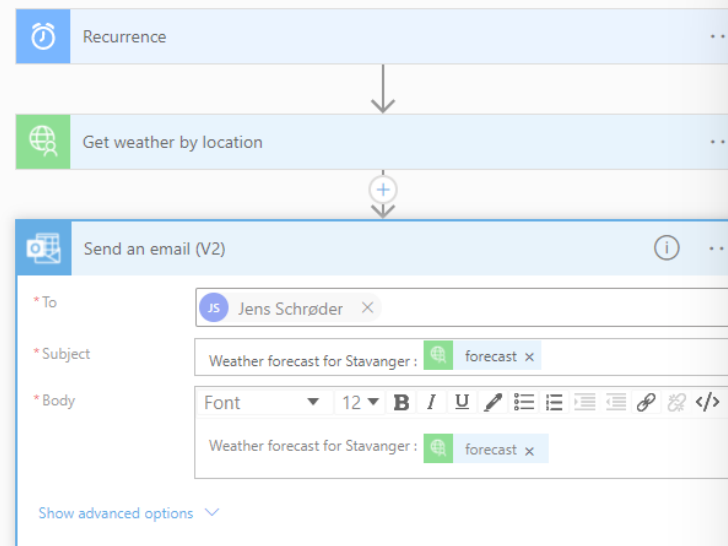 Recurrence
Get weather by location
Send an email (V2)
*To
JS Jens Schrøder ×
*Subject
Weather forecast for Stavanger : forecast ×
*Body
Font 12 B I U </>
Weather forecast for Stavanger : forecast ×
Show advanced options